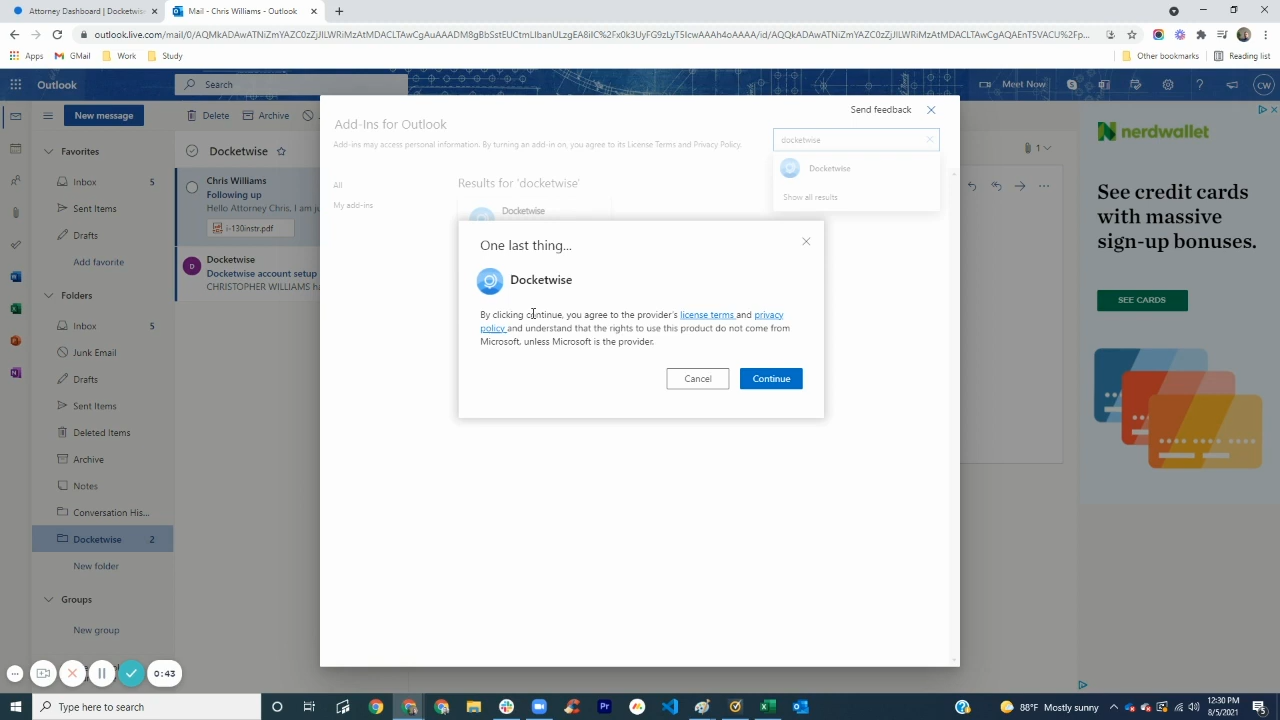 Attorney Dashboard | Docketwise
Mail - Chris Williams - Outlook
outlook.live.com/mail/0/
Apps
GMail
Work
Study
Other bookmarks
Reading list
Outlook
Search
Meet Now
CW
New message
Delete
Archive
Favorites
Inbox 5
Sent Items
Drafts
Add favorite
Folders
Inbox 5
Junk Email
Drafts
Sent Items
Deleted Items
Archive
Notes
Conversation His...
Docketwise 2
New folder
Groups
New group
Docketwise
Chris Williams
Following up
Hello Attorney Chris, I am ju
i-130instr.pdf
D
Docketwise
Docketwise account setup
CHRISTOPHER WILLIAMS ha
Send feedback
Add-Ins for Outlook
Add-ins may access personal information. By turning an add-in on, you agree to its License Terms and Privacy Policy.
docketwise
Docketwise
Show all results
All
My add-ins
Results for 'docketwise'
Docketwise
One last thing...
Docketwise
By clicking continue, you agree to the provider's license terms and privacy
policy and understand that the rights to use this product do not come from
Microsoft, unless Microsoft is the provider.
Cancel
Continue
1
nerdwallet
See credit cards
with massive
sign-up bonuses.
SEE CARDS
0:43
Type here to search
Pr
88°F Mostly sunny
12:30 PM
8/5/2021